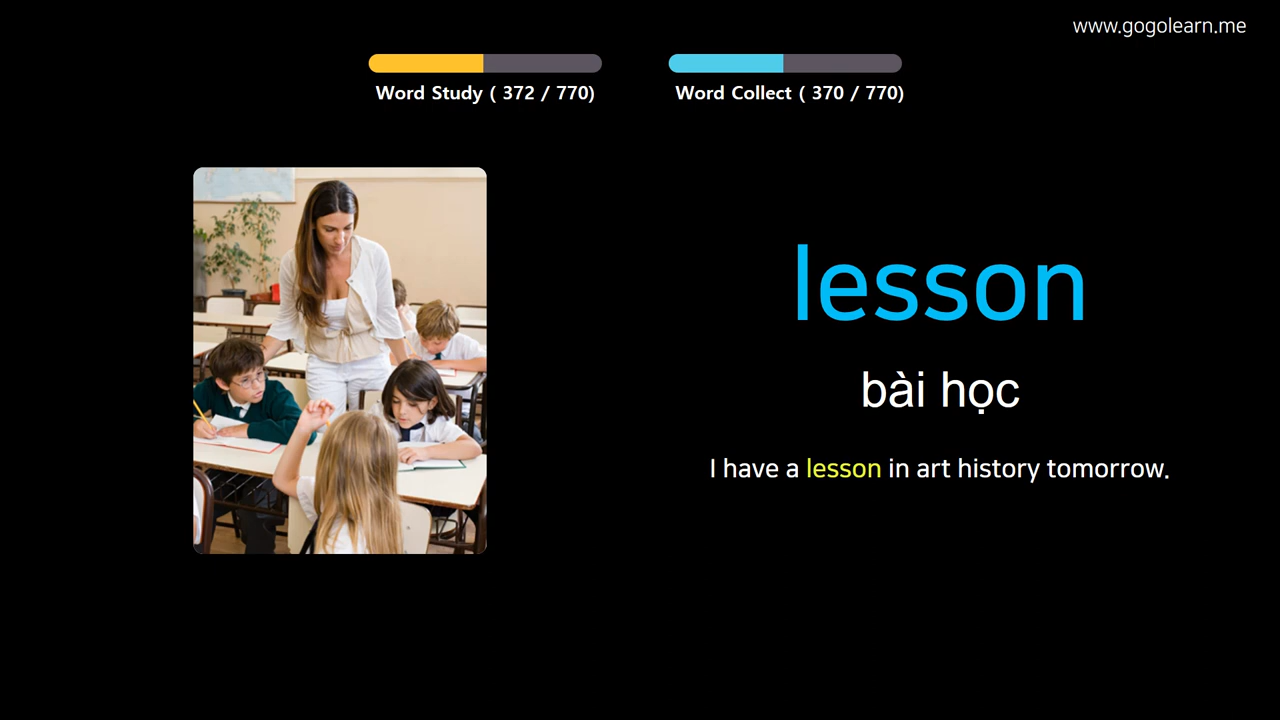 www.gogolearn.me
Word Study ( 372 / 770)
Word Collect ( 370 / 770)
lesson
bài học
I have a lesson in art history tomorrow.